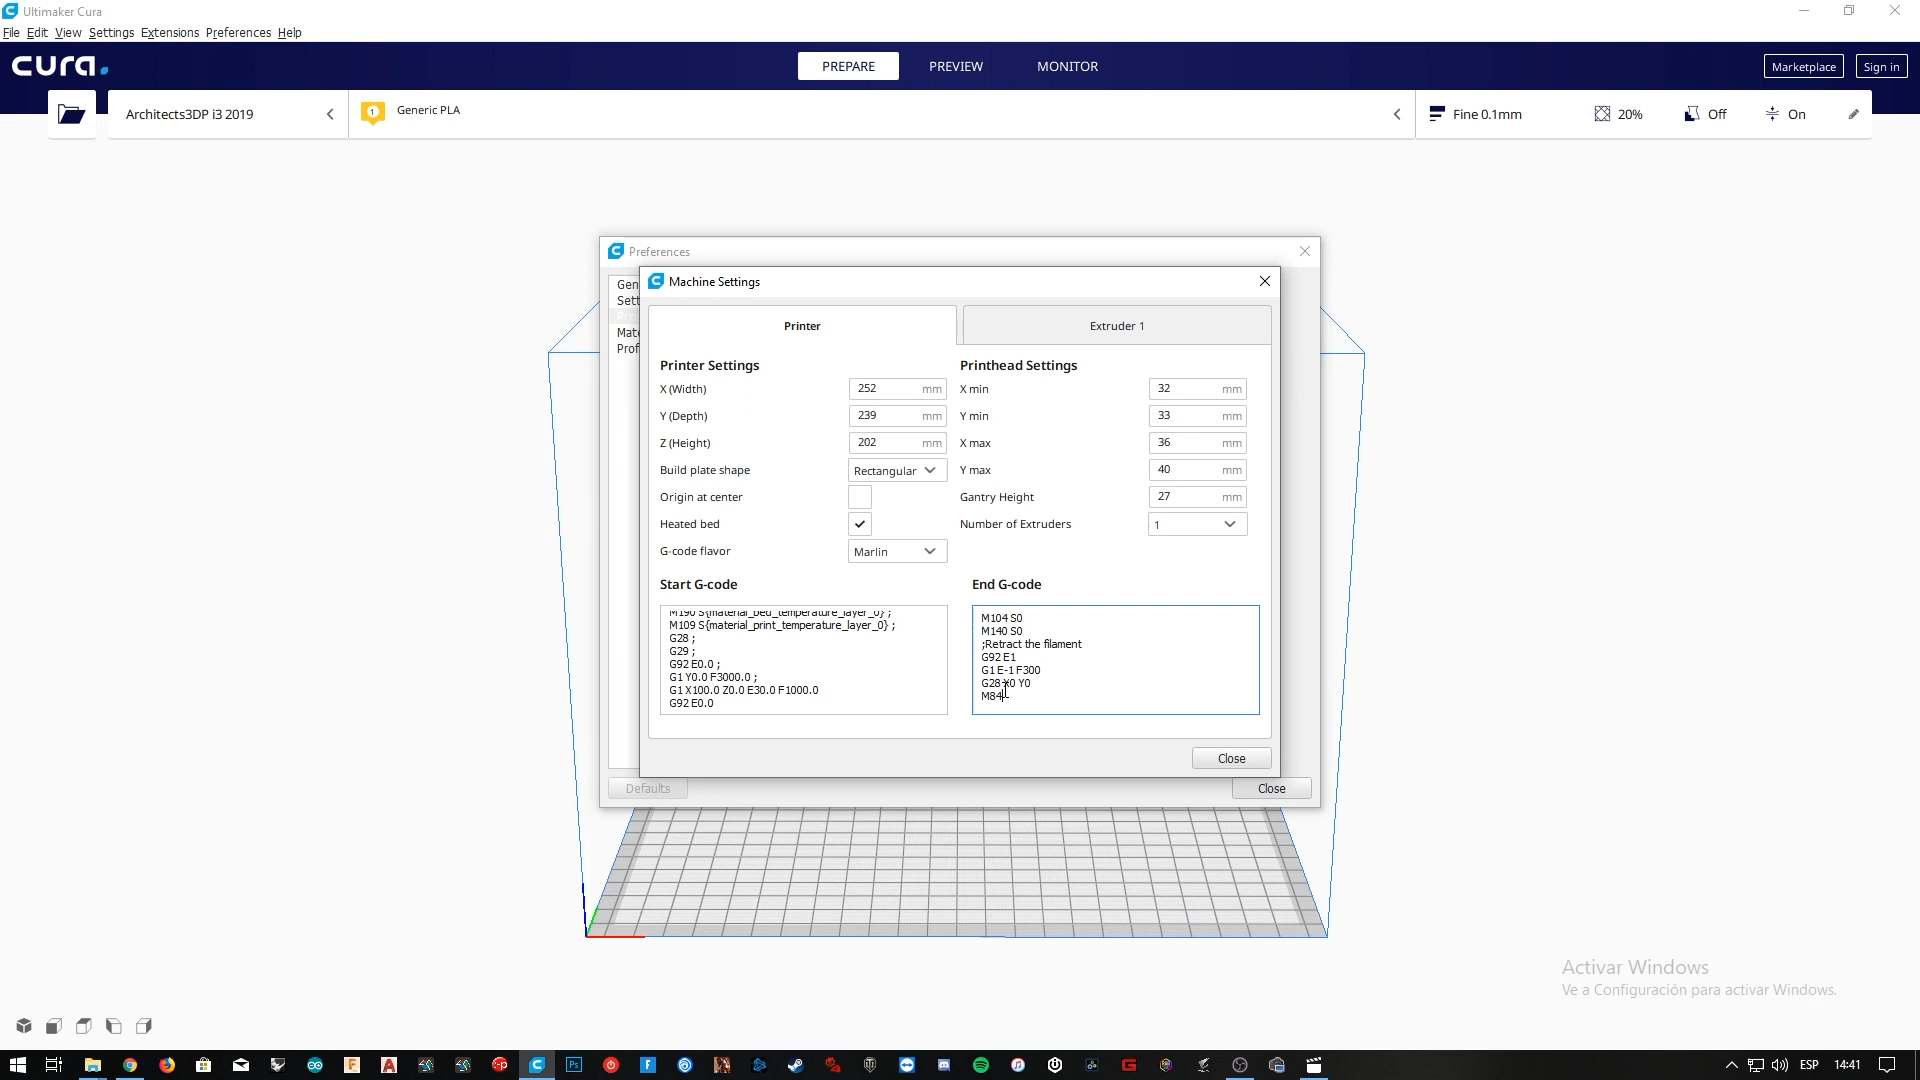 Ultimaker Cura
File Edit View Settings Extensions Preferences Help
cura.
PREPARE PREVIEW MONITOR
Marketplace Sign in
Architects3DP i3 2019
1 Generic PLA
Fine 0.1mm 20% Off On
Preferences
Machine Settings
Gen
Sett
Mate
Prof
Printer Extruder 1
Printer Settings
X (Width) 252 mm
Y (Depth) 239 mm
Z (Height) 202 mm
Build plate shape Rectangular
Origin at center
Heated bed
G-code flavor Marlin
Printhead Settings
X min 32 mm
Y min 33 mm
X max 36 mm
Y max 40 mm
Gantry Height 27 mm
Number of Extruders 1
Start G-code
M190 S{material_bed_temperature_layer_0} ;
M109 S{material_print_temperature_layer_0} ;
G28 ;
G29 ;
G92 E0.0 ;
G1 Y0.0 F3000.0 ;
G1 X100.0 Z0.0 E30.0 F1000.0
G92 E0.0
End G-code
M104 S0
M140 S0
;Retract the filament
G92 E1
G1 E-1 F300
G28 X0 Y0
M84
Close
Defaults
Close
Activar Windows
Ve a Configuración para activar Windows.
ESP 14:41